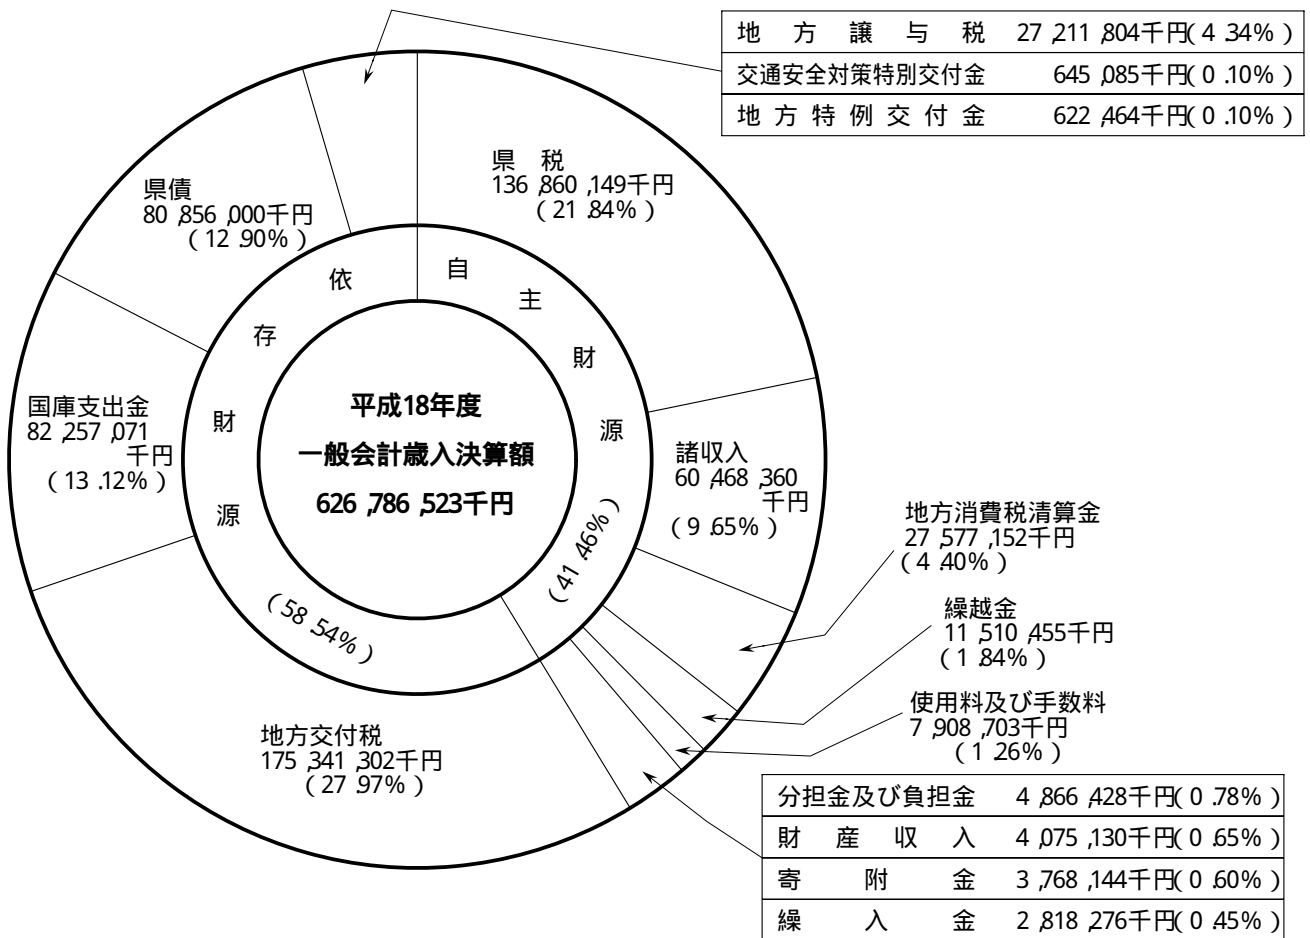 地方譲与税 27,211,804千円(4.34%)
交通安全対策特別交付金 645,085千円(0.10%)
地方特例交付金 622,464千円(0.10%)
県税
136,860,149千円
(21.84%)
県債
80,856,000千円
(12.90%)
依存財源
(58.54%)
自主財源
(41.46%)
平成18年度
一般会計歳入決算額
626,786,523千円
国庫支出金
82,257,071
千円
(13.12%)
諸収入
60,468,360
千円
(9.65%)
地方消費税清算金
27,577,152千円
(4.40%)
繰越金
11,510,455千円
(1.84%)
使用料及び手数料
7,908,703千円
(1.26%)
地方交付税
175,341,302千円
(27.97%)
分担金及び負担金 4,866,428千円(0.78%)
財産収入 4,075,130千円(0.65%)
寄附金 3,768,144千円(0.60%)
繰入金 2,818,276千円(0.45%)